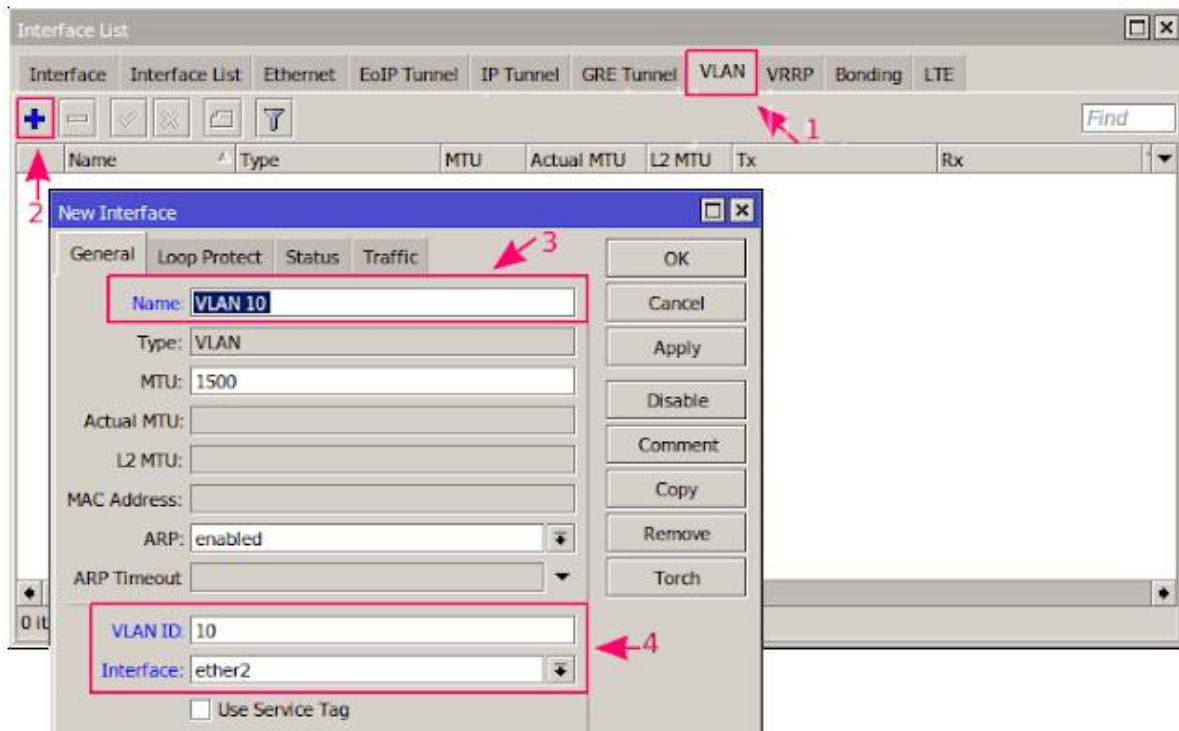 Interface List
Interface Interface List Ethernet EoIP Tunnel IP Tunnel GRE Tunnel VLAN VRRP Bonding LTE
1
Find
Name Type MTU Actual MTU L2 MTU Tx Rx
2
New Interface
General Loop Protect Status Traffic
3
OK
Name: VLAN 10
Cancel
Type: VLAN
Apply
MTU: 1500
Disable
Actual MTU:
Comment
L2 MTU:
Copy
MAC Address:
Remove
ARP: enabled
Torch
ARP Timeout
0 it
VLAN ID: 10
4
Interface: ether2
Use Service Tag